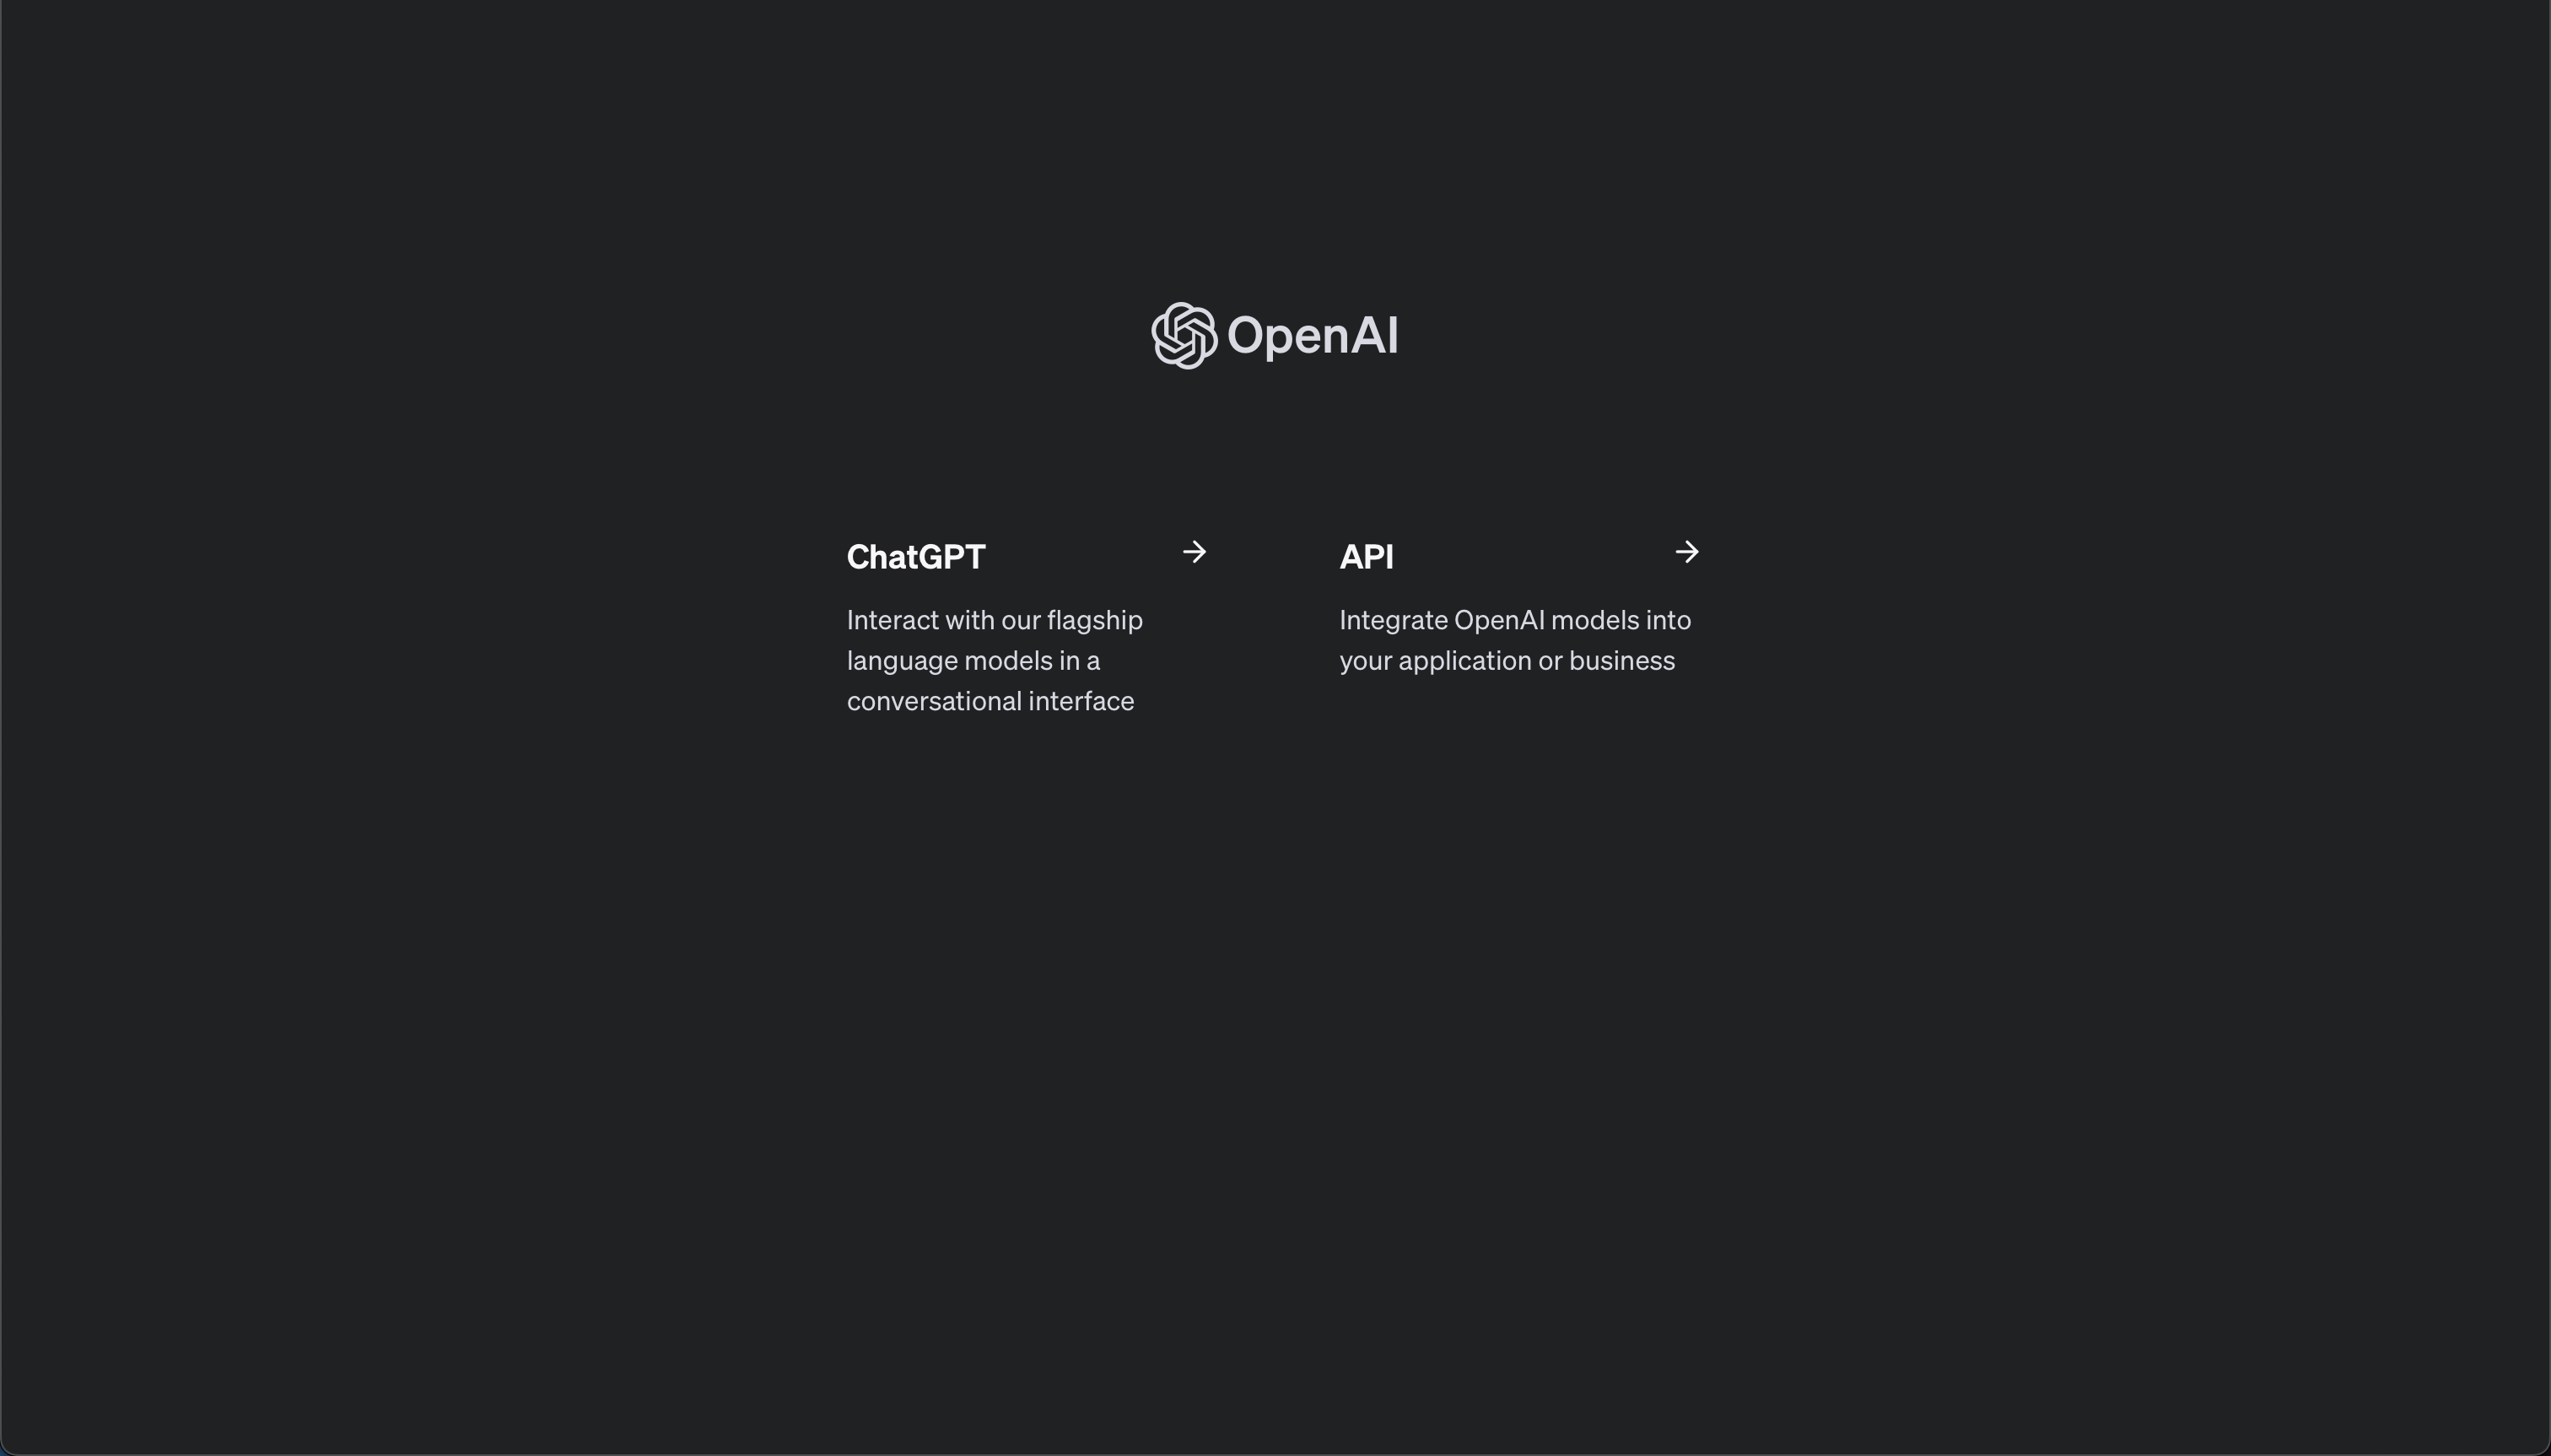 OpenAI
ChatGPT
Interact with our flagship
language models in a
conversational interface
API
Integrate OpenAI models into
your application or business